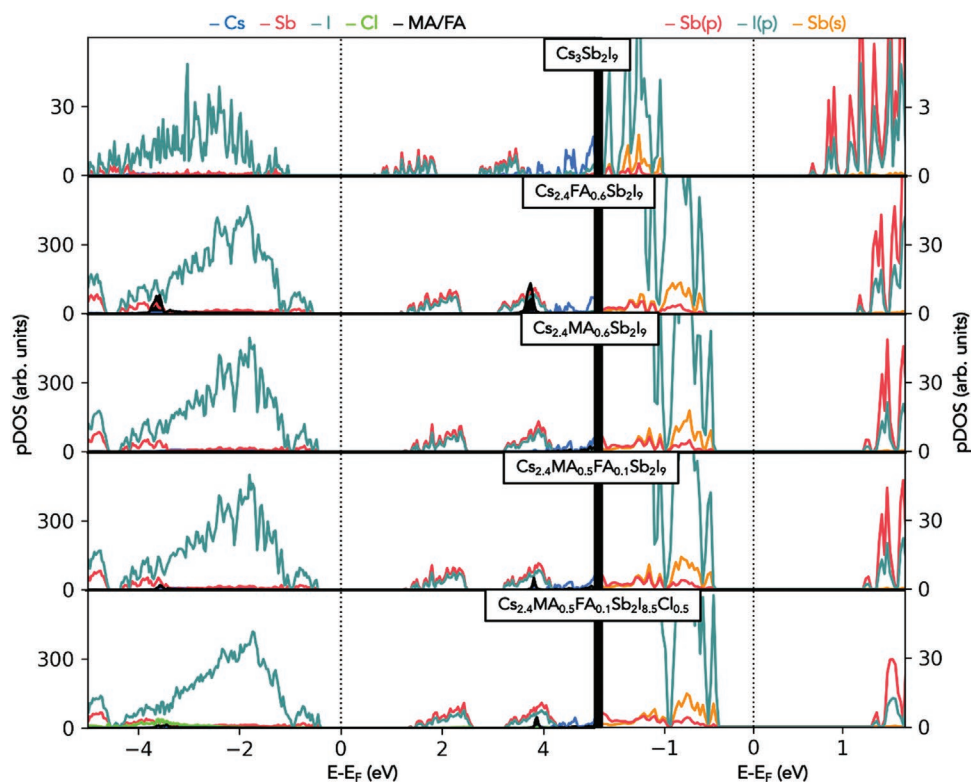 – Cs – Sb – I – Cl – MA/FA – Sb(p) – I(p) – Sb(s)
Cs₃Sb₂I₉
30 3
0 0
Cs₂.₄FA₀.₆Sb₂I₉
300 30
0 0
Cs₂.₄MA₀.₆Sb₂I₉
300 30
0 0
Cs₂.₄MA₀.₅FA₀.₁Sb₂I₉
300 30
0 0
Cs₂.₄MA₀.₅FA₀.₁Sb₂I₈.₅Cl₀.₅
300 30
0 0
pDOS (arb. units) pDOS (arb. units)
−4 −2 0 2 4 −1 0 1
E-E_F (eV) E-E_F (eV)